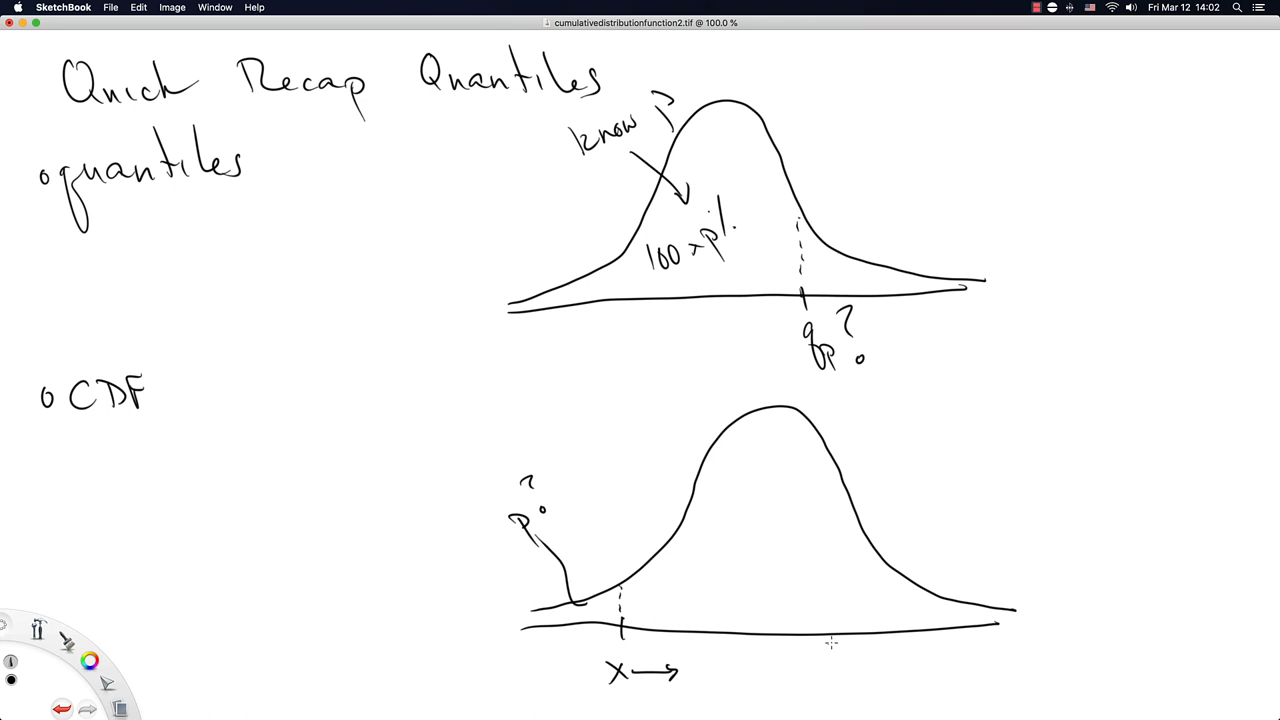 SketchBook File Edit Image Window Help Fri Mar 12 14:02
cumulativedistributionfunction2.tif @ 100.0 %
Quick Recap Quantiles
know p
• quantiles
100 x p%
qp?
• CDF
p?
x →